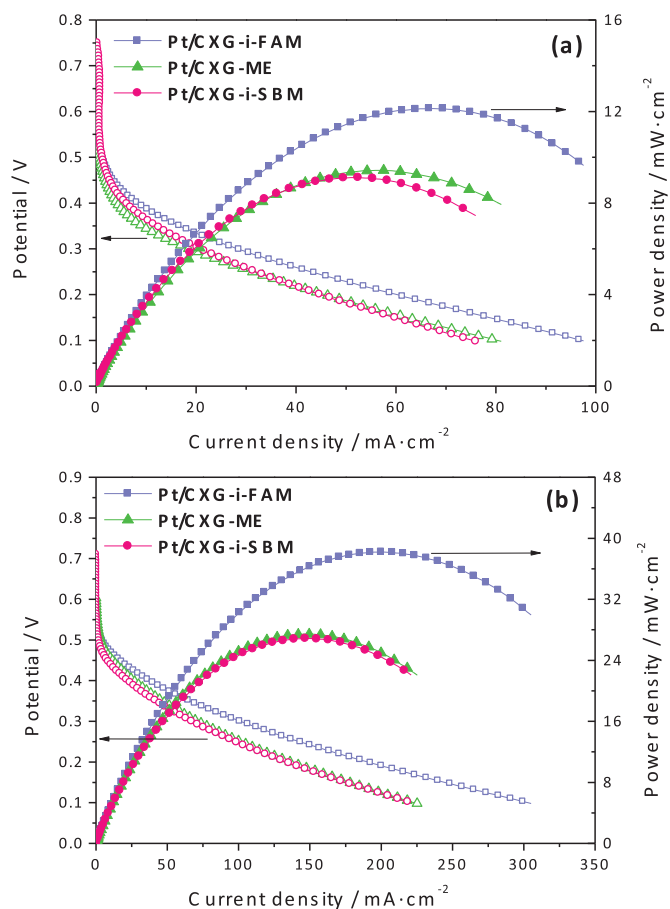 (a)
Pt/CXG-i-FAM
Pt/CXG-ME
Pt/CXG-i-SBM
Potential / V
0.8
0.7
0.6
0.5
0.4
0.3
0.2
0.1
0.0
0 20 40 60 80 100
Current density / mA·cm-2
16
12
8
4
0
Power density / mW·cm-2
(b)
Pt/CXG-i-FAM
Pt/CXG-ME
Pt/CXG-i-SBM
Potential / V
0.9
0.8
0.7
0.6
0.5
0.4
0.3
0.2
0.1
0.0
0 50 100 150 200 250 300 350
Current density / mA·cm-2
48
40
32
24
16
8
0
Power density / mW·cm-2